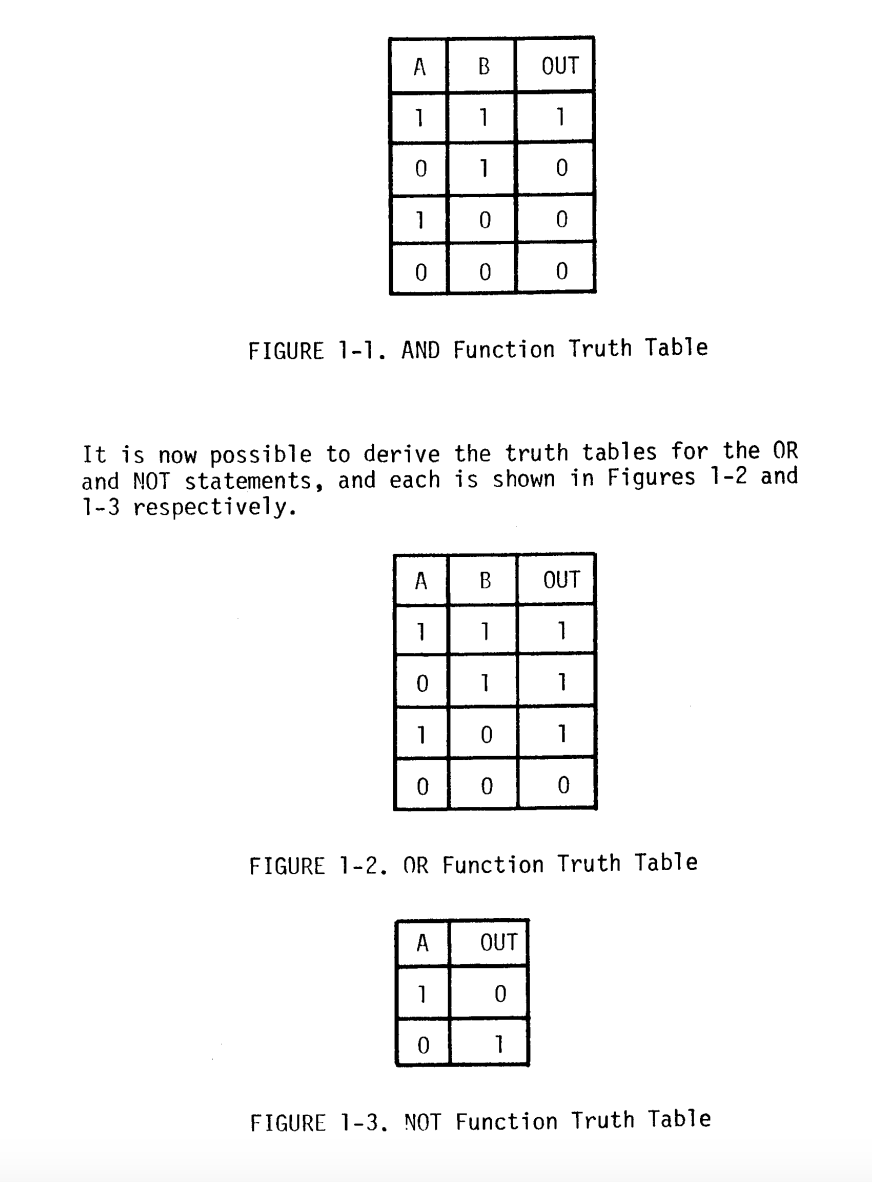 A B OUT
1 1 1
0 1 0
1 0 0
0 0 0
FIGURE 1-1. AND Function Truth Table
It is now possible to derive the truth tables for the OR
and NOT statements, and each is shown in Figures 1-2 and
1-3 respectively.
A B OUT
1 1 1
0 1 1
1 0 1
0 0 0
FIGURE 1-2. OR Function Truth Table
A OUT
1 0
0 1
FIGURE 1-3. NOT Function Truth Table